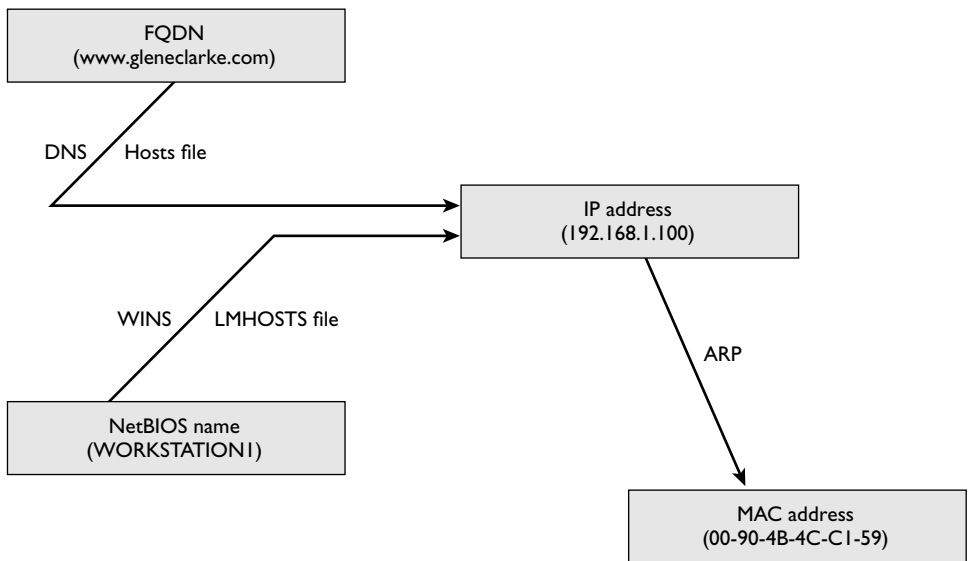 FQDN
(www.gleneclarke.com)
DNS
Hosts file
IP address
(192.168.1.100)
WINS
LMHOSTS file
ARP
NetBIOS name
(WORKSTATION1)
MAC address
(00-90-4B-4C-C1-59)